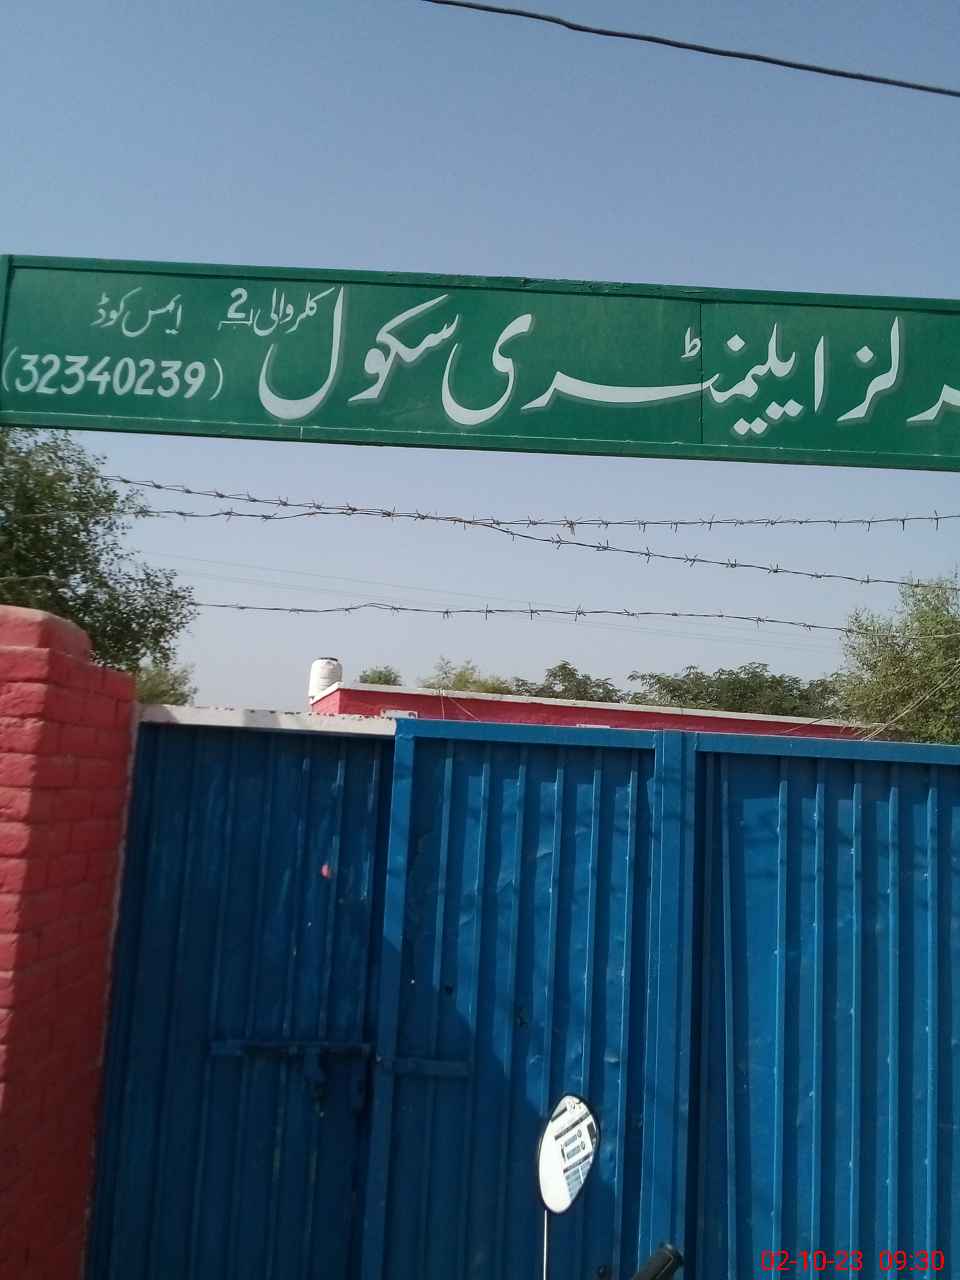 رلز ایلیمنٹری سکول کلروالی 2
ایمس کوڈ
(32340239)
02-10-23 09:30